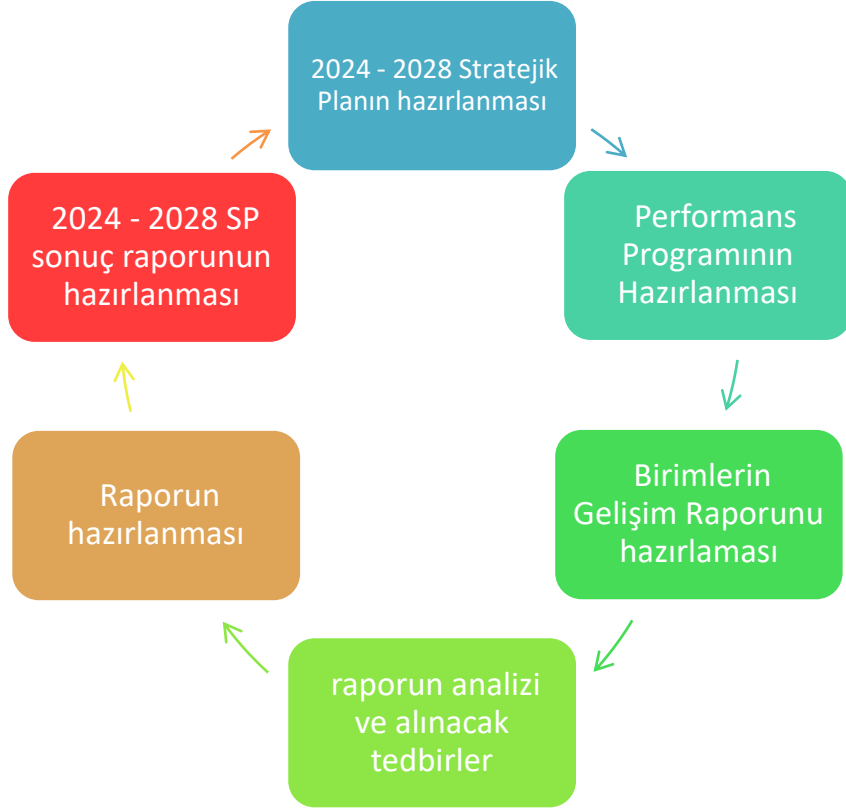 2024 - 2028 Stratejik
Planın hazırlanması
Performans
Programının
Hazırlanması
Birimlerin
Gelişim Raporunu
hazırlaması
raporun analizi
ve alınacak
tedbirler
Raporun
hazırlanması
2024 - 2028 SP
sonuç raporunun
hazırlanması